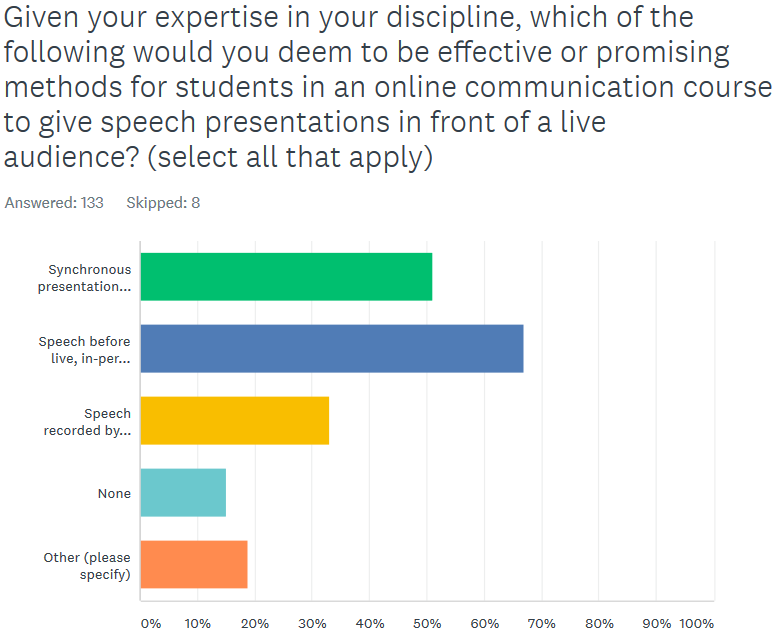 Given your expertise in your discipline, which of the
following would you deem to be effective or promising
methods for students in an online communication course
to give speech presentations in front of a live
audience? (select all that apply)
Answered: 133 Skipped: 8
Synchronous
presentation...
Speech before
live, in-per...
Speech
recorded by...
None
Other (please
specify)
0% 10% 20% 30% 40% 50% 60% 70% 80% 90% 100%